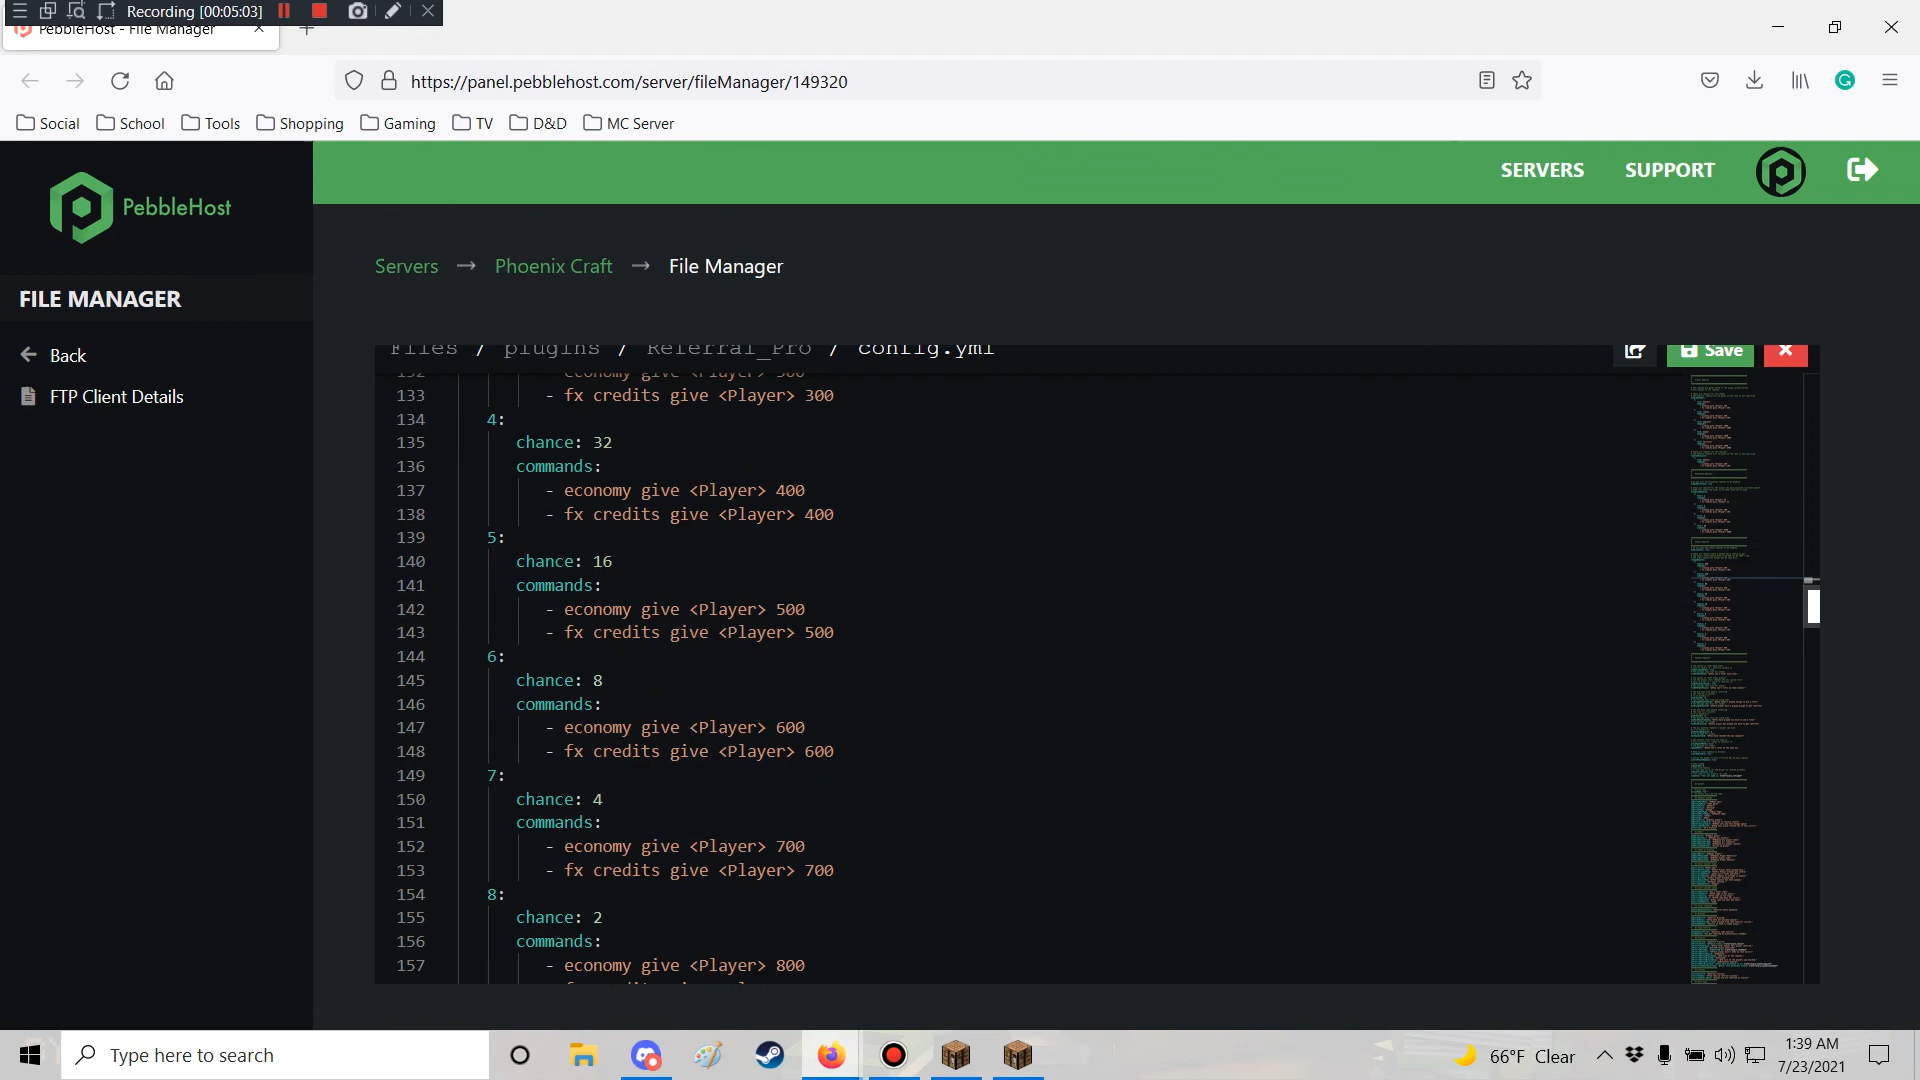 Recording [00:05:03]
PebbleHost - File Manager
https://panel.pebblehost.com/server/fileManager/149320
Social School Tools Shopping Gaming TV D&D MC Server
SERVERS SUPPORT
PebbleHost
Servers → Phoenix Craft → File Manager
FILE MANAGER
Back
FTP Client Details
Files / plugins / Referral_Pro / config.yml
Save
132 - economy give <Player> 300
133 - fx credits give <Player> 300
134 4:
135 chance: 32
136 commands:
137 - economy give <Player> 400
138 - fx credits give <Player> 400
139 5:
140 chance: 16
141 commands:
142 - economy give <Player> 500
143 - fx credits give <Player> 500
144 6:
145 chance: 8
146 commands:
147 - economy give <Player> 600
148 - fx credits give <Player> 600
149 7:
150 chance: 4
151 commands:
152 - economy give <Player> 700
153 - fx credits give <Player> 700
154 8:
155 chance: 2
156 commands:
157 - economy give <Player> 800
Type here to search
66°F Clear
1:39 AM
7/23/2021